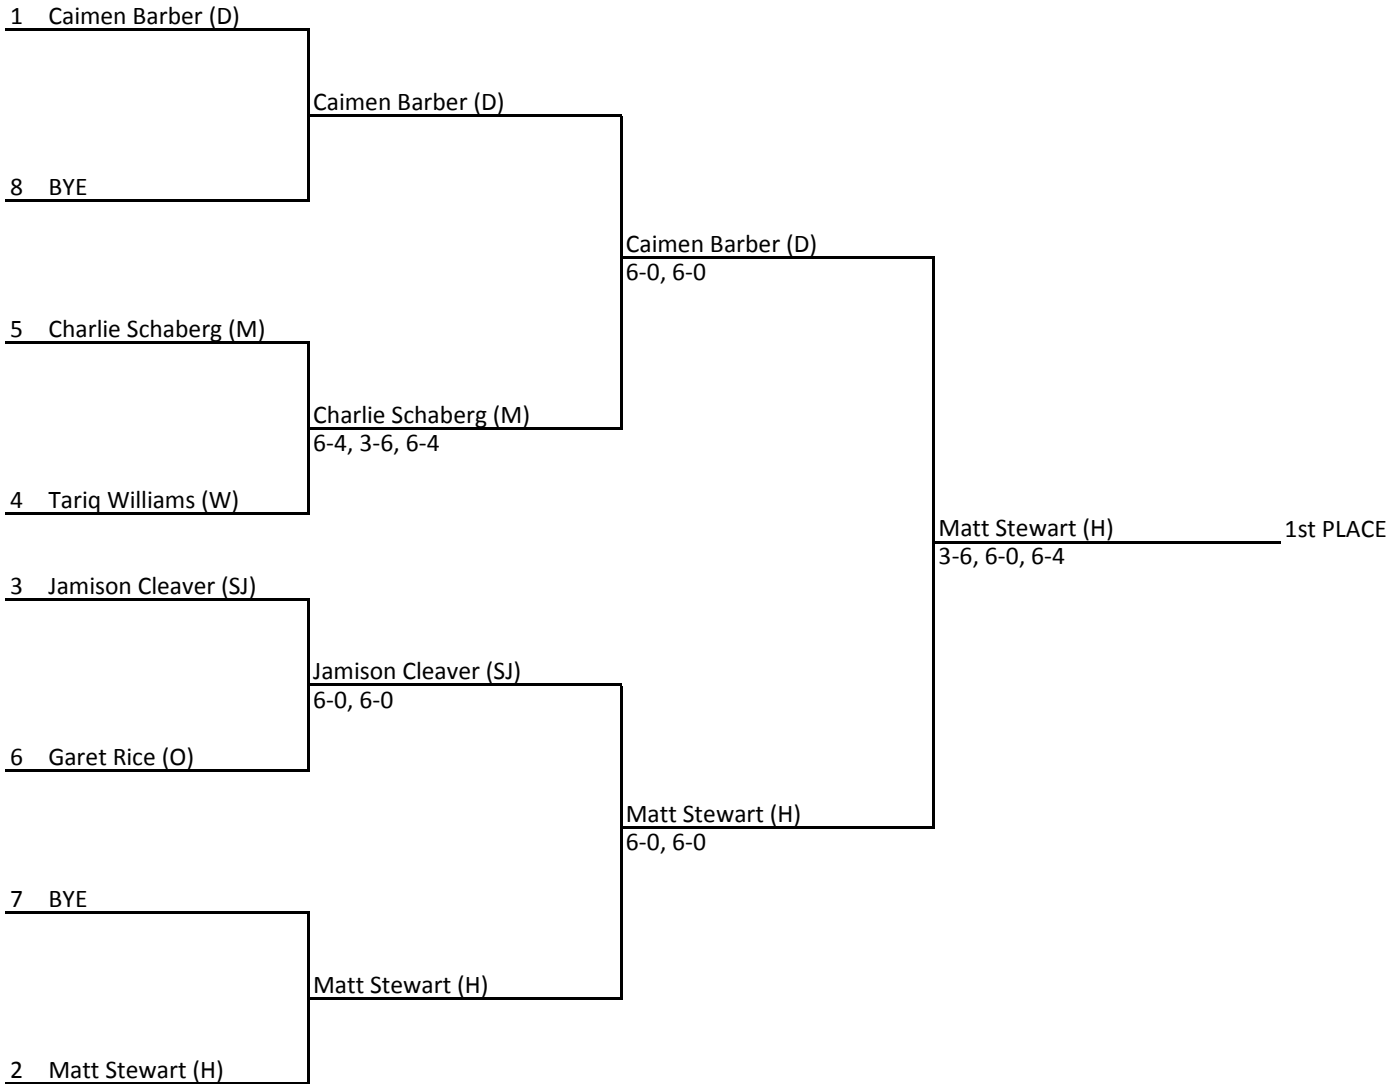 1 Caimen Barber (D)
Caimen Barber (D)
8 BYE
Caimen Barber (D)
6-0, 6-0
5 Charlie Schaberg (M)
Charlie Schaberg (M)
6-4, 3-6, 6-4
4 Tariq Williams (W)
Matt Stewart (H) 1st PLACE
3-6, 6-0, 6-4
3 Jamison Cleaver (SJ)
Jamison Cleaver (SJ)
6-0, 6-0
6 Garet Rice (O)
Matt Stewart (H)
6-0, 6-0
7 BYE
Matt Stewart (H)
2 Matt Stewart (H)